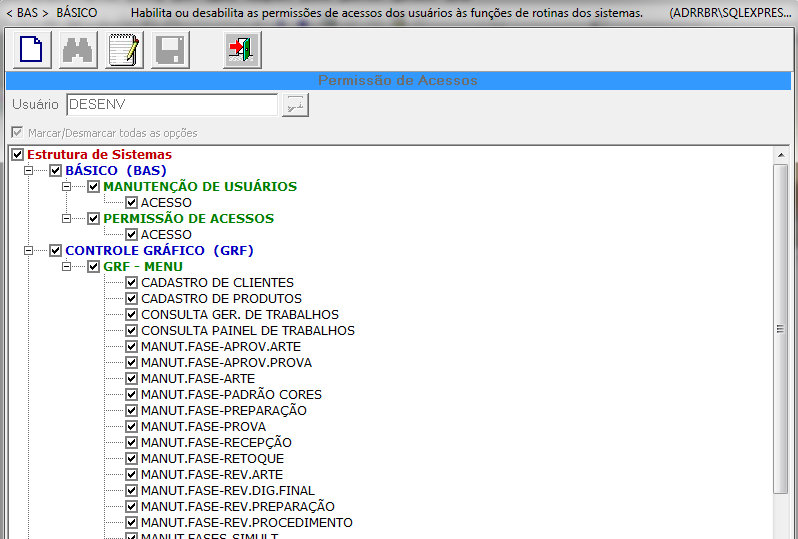 < BAS > BÁSICO Habilita ou desabilita as permissões de acessos dos usuários às funções de rotinas dos sistemas. (ADRRBR\SQLEXPRES...
Permissão de Acessos
Usuário DESENV
Marcar/Desmarcar todas as opções
Estrutura de Sistemas
BÁSICO (BAS)
MANUTENÇÃO DE USUÁRIOS
ACESSO
PERMISSÃO DE ACESSOS
ACESSO
CONTROLE GRÁFICO (GRF)
GRF - MENU
CADASTRO DE CLIENTES
CADASTRO DE PRODUTOS
CONSULTA GER. DE TRABALHOS
CONSULTA PAINEL DE TRABALHOS
MANUT.FASE-APROV.ARTE
MANUT.FASE-APROV.PROVA
MANUT.FASE-ARTE
MANUT.FASE-PADRÃO CORES
MANUT.FASE-PREPARAÇÃO
MANUT.FASE-PROVA
MANUT.FASE-RECEPÇÃO
MANUT.FASE-RETOQUE
MANUT.FASE-REV.ARTE
MANUT.FASE-REV.DIG.FINAL
MANUT.FASE-REV.PREPARAÇÃO
MANUT.FASE-REV.PROCEDIMENTO
MANUT.FASES-SIMULT